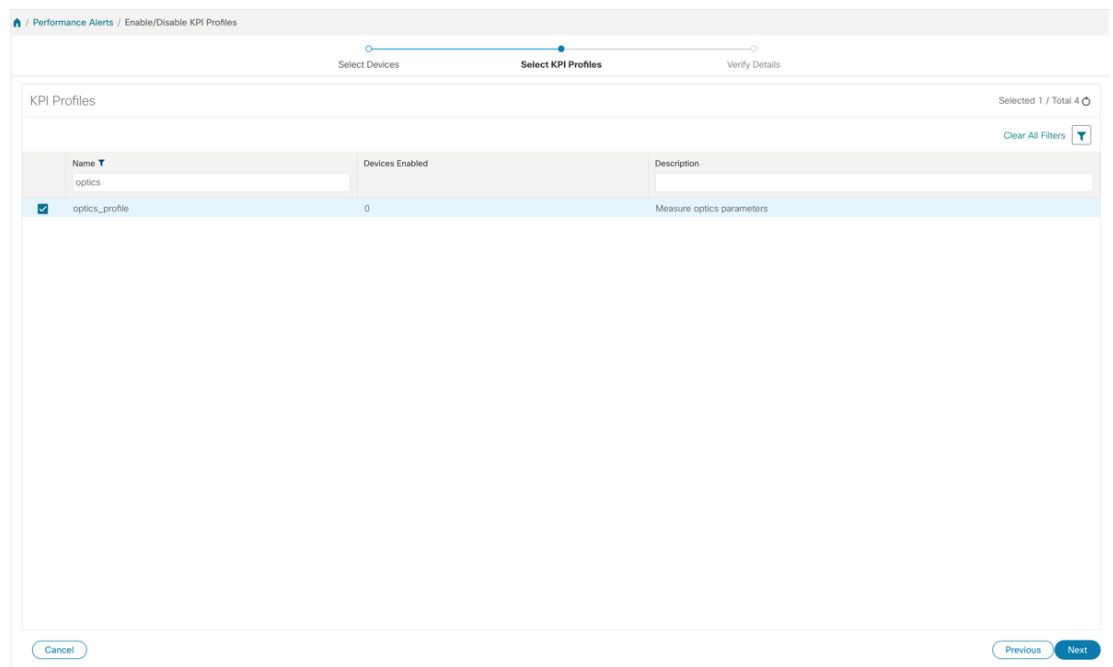 / Performance Alerts / Enable/Disable KPI Profiles
Select Devices Select KPI Profiles Verify Details
KPI Profiles Selected 1 / Total 4
Clear All Filters
Name Devices Enabled Description
optics
optics_profile 0 Measure optics parameters
Cancel Previous Next